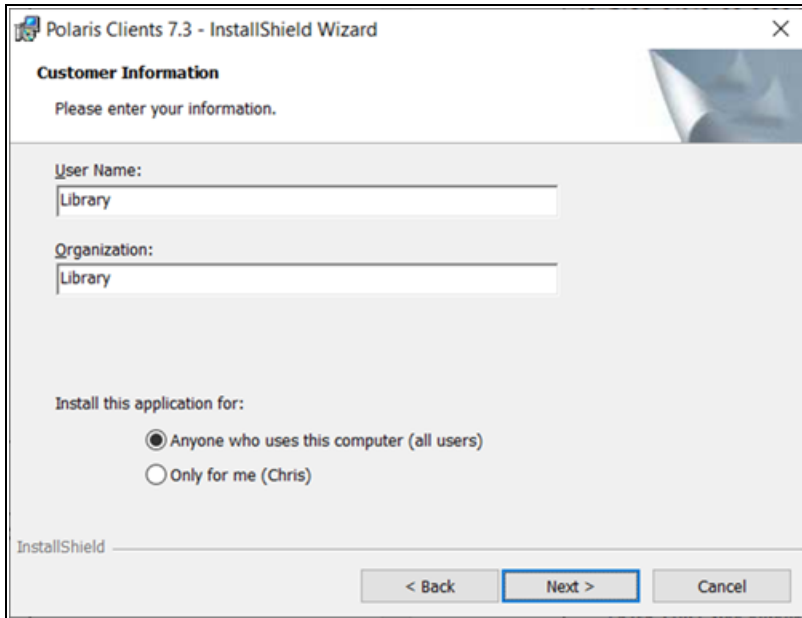 Polaris Clients 7.3 - InstallShield Wizard
Customer Information
Please enter your information.
User Name:
Library
Organization:
Library
Install this application for:
Anyone who uses this computer (all users)
Only for me (Chris)
InstallShield
< Back Next > Cancel